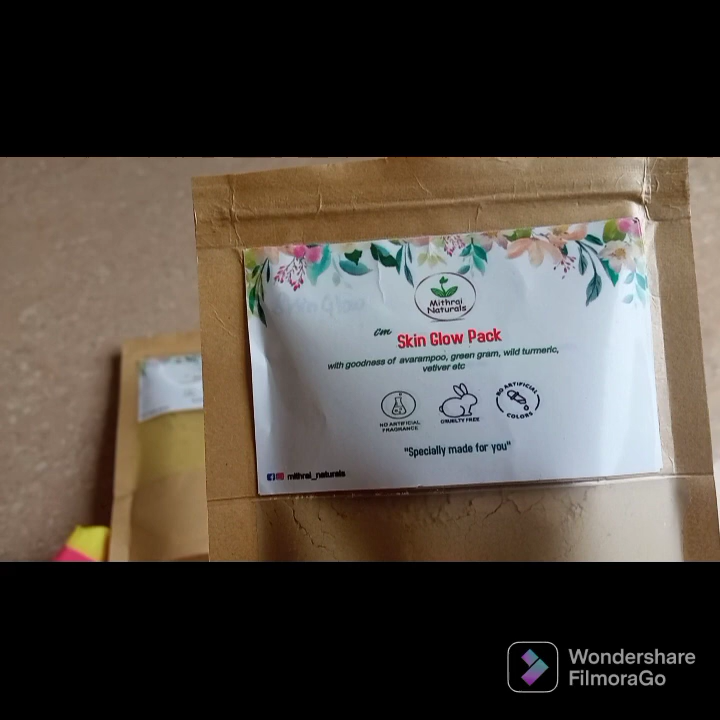 Mithrai
Naturals
cm
Skin Glow Pack
with goodness of avarampoo, green gram, wild turmeric,
vetiver etc
NO ARTIFICIAL
FRAGRANCE
CRUELTY FREE
NO ARTIFICIAL
COLORS
"Specially made for you"
mithrai_naturals
Wondershare
FilmoraGo